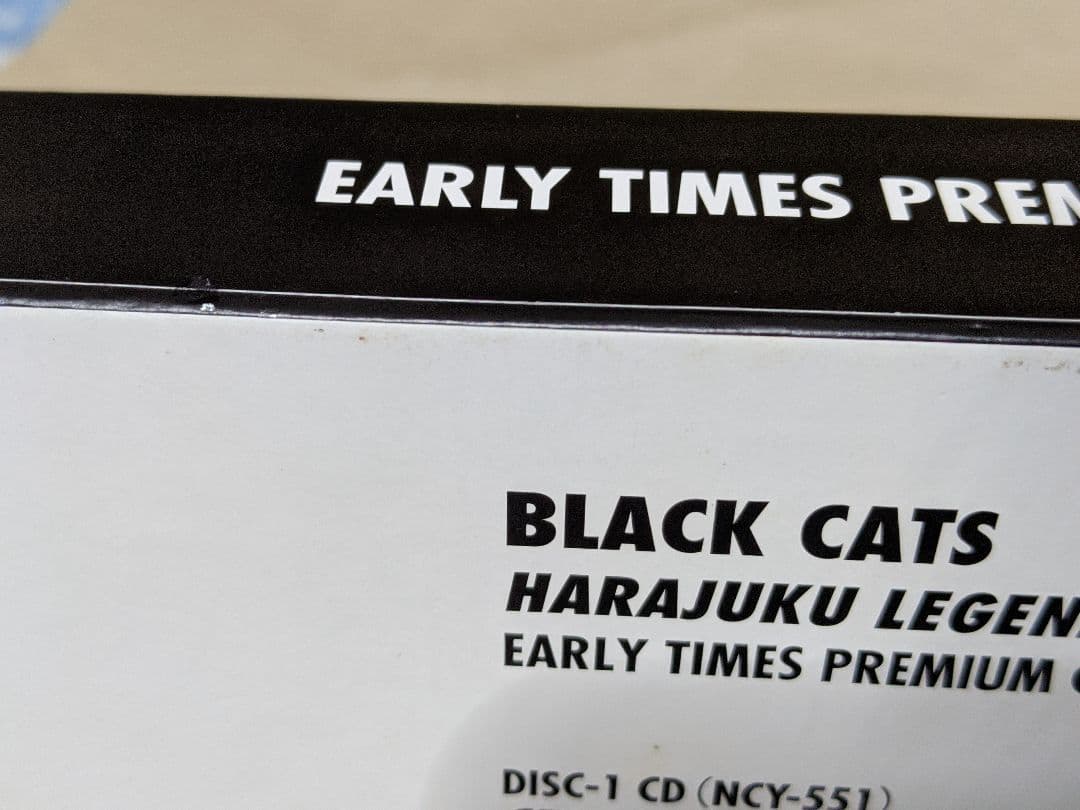 EARLY TIMES PREM
BLACK CATS
HARAJUKU LEGEN
EARLY TIMES PREMIUM
DISC-1 CD (NCY-551)